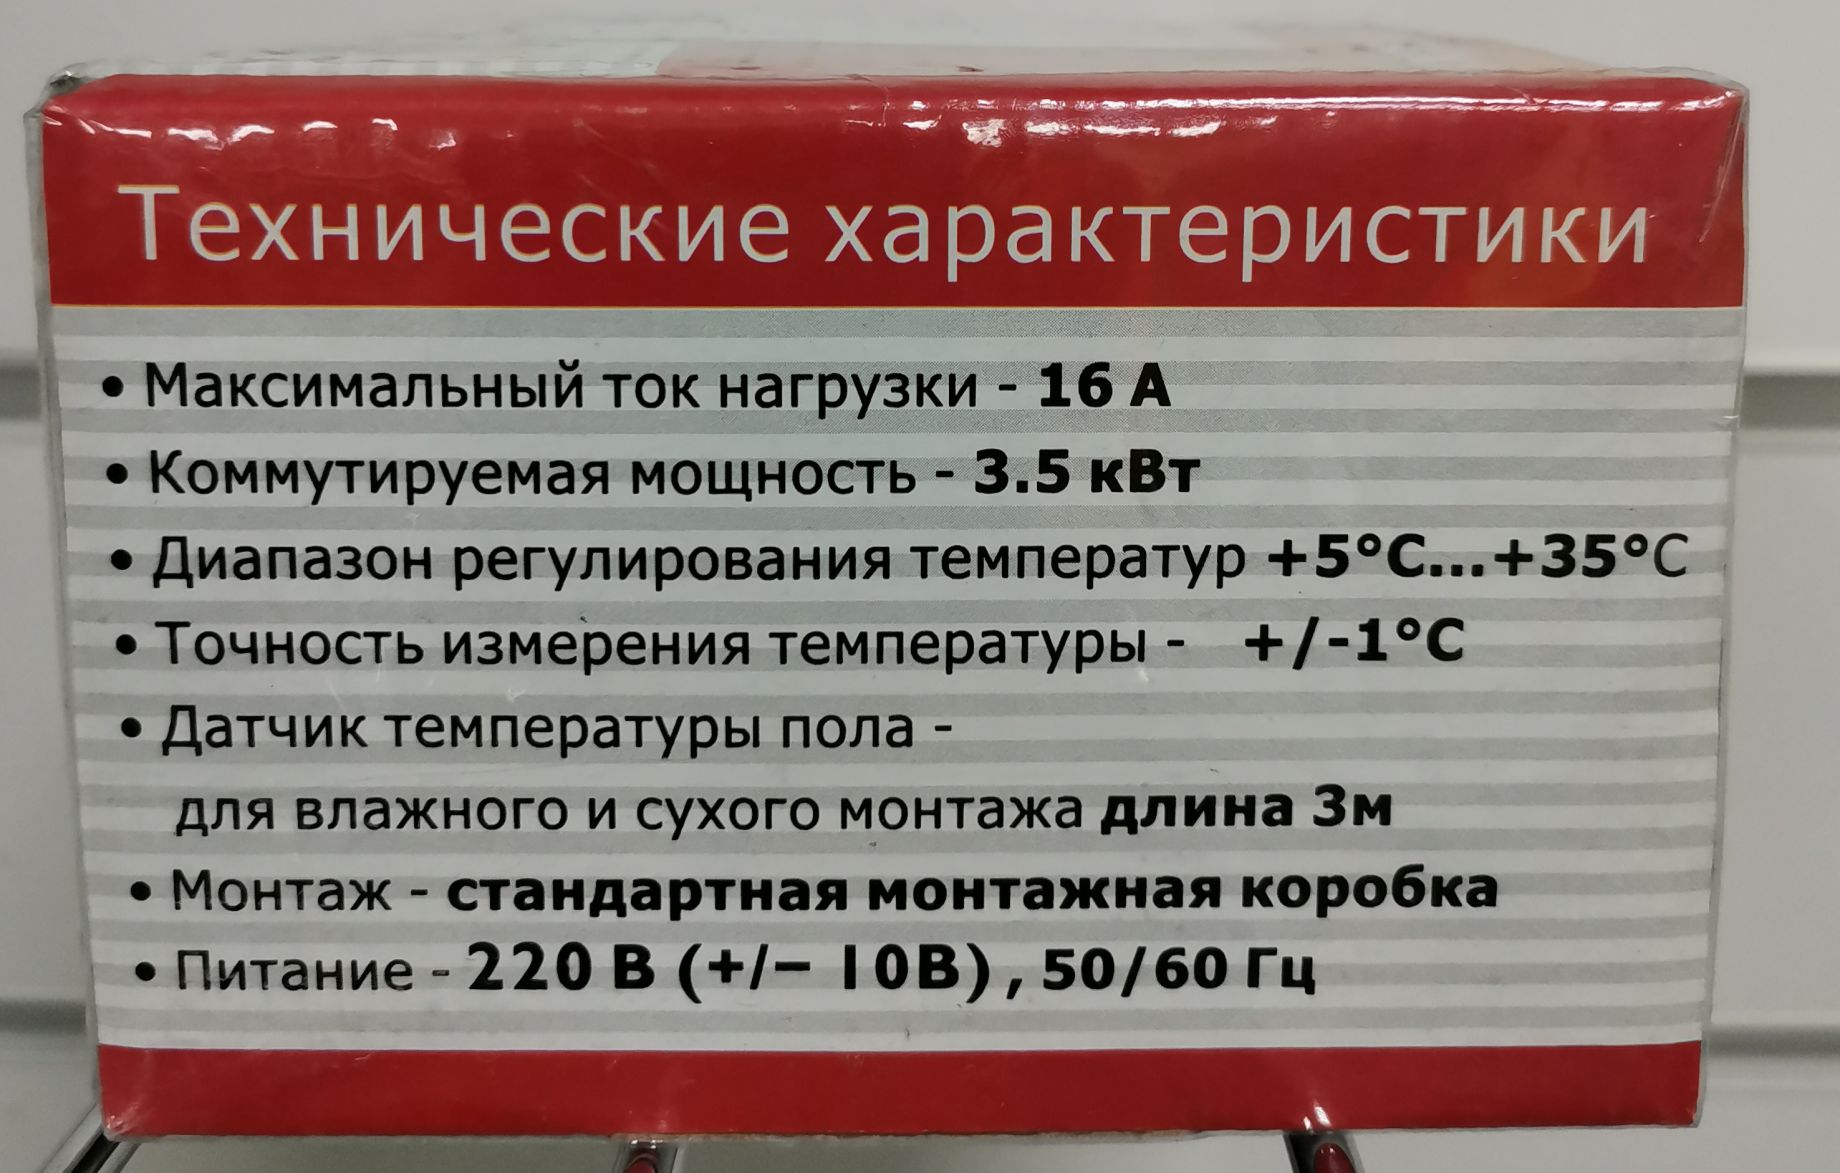 Технические характеристики
• Максимальный ток нагрузки - 16 А
• Коммутируемая мощность - 3.5 кВт
• Диапазон регулирования температур +5°С...+35°С
• Точность измерения температуры - +/-1°С
• Датчик температуры пола -
для влажного и сухого монтажа длина 3м
• Монтаж - стандартная монтажная коробка
• Питание - 220 В (+/− 10В), 50/60 Гц